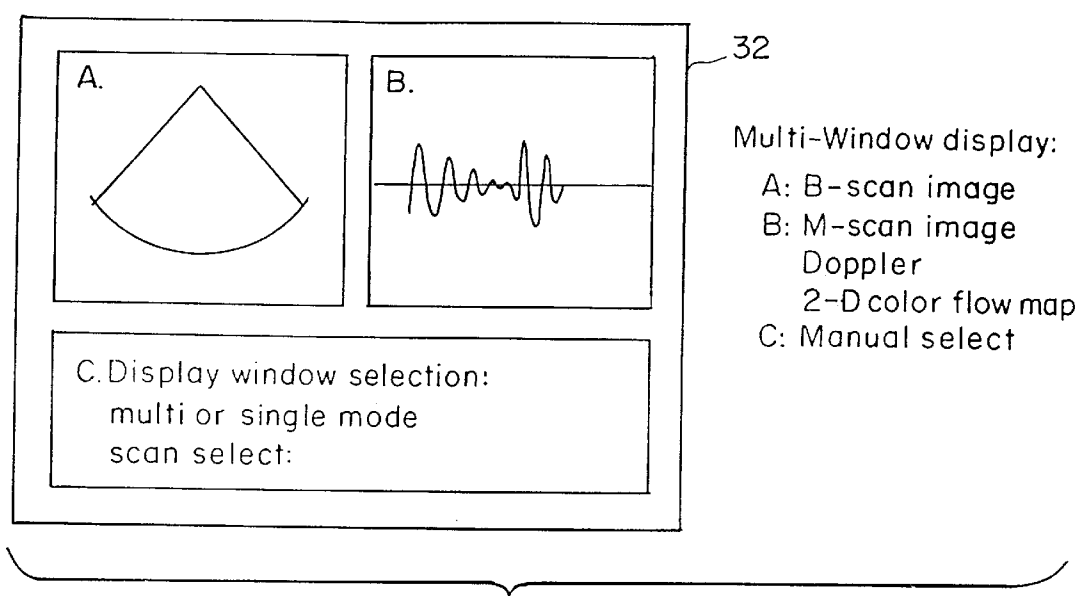 A.
B.
32
C. Display window selection:
multi or single mode
scan select:
Multi-Window display:
A: B-scan image
B: M-scan image
Doppler
2-D color flow map
C: Manual select